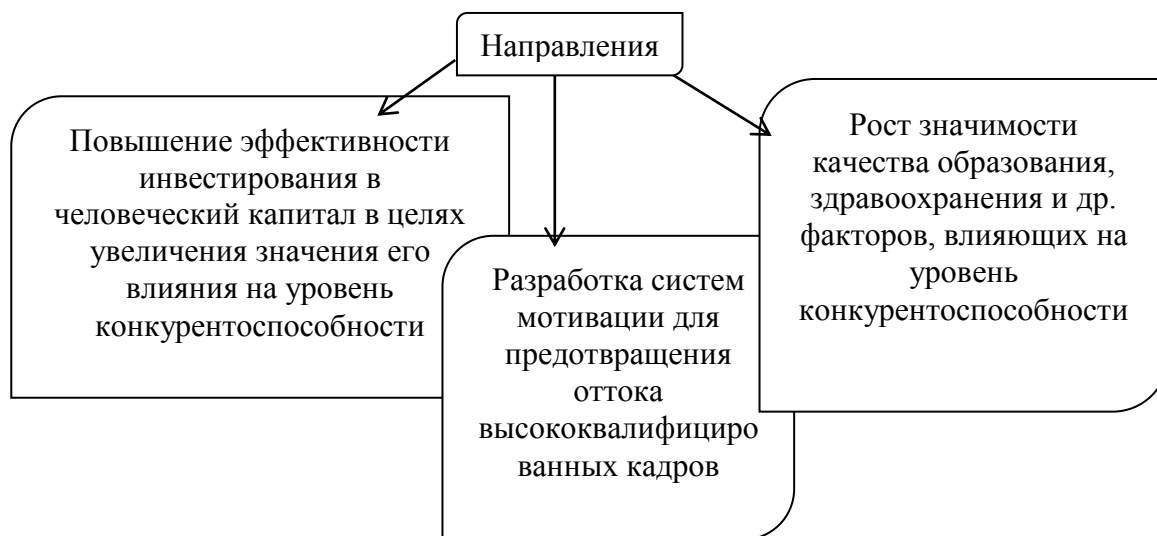 Направления
Повышение эффективности
инвестирования в
человеческий капитал в целях
увеличения значения его
влияния на уровень
конкурентоспособности
Разработка систем
мотивации для
предотвращения
оттока
высококвалифициро
ванных кадров
Рост значимости
качества образования,
здравоохранения и др.
факторов, влияющих на
уровень
конкурентоспособности